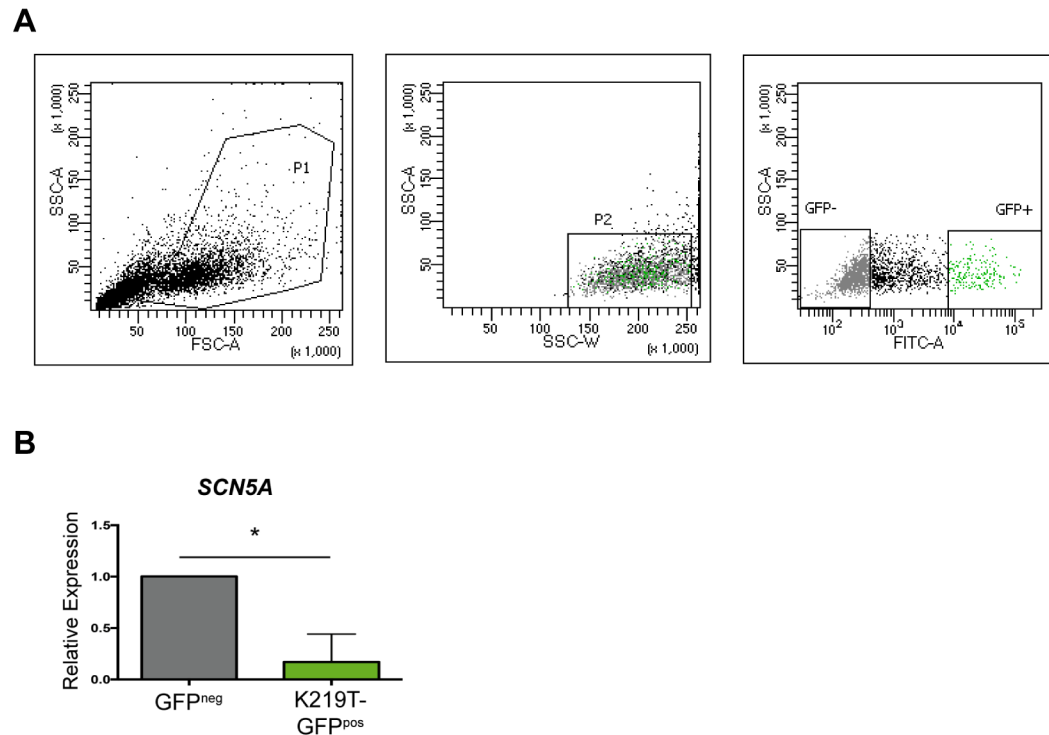 A
SSC-A
(x 1,000)
250
200
150
100
50
P1
50 100 150 200 250
FSC-A
(x 1,000)
SSC-A
(x 1,000)
250
200
150
100
50
P2
50 100 150 200 250
SSC-W
(x 1,000)
SSC-A
(x 1,000)
250
200
150
100
50
GFP-
GFP+
10² 10³ 10⁴ 10⁵
FITC-A
B
SCN5A
Relative Expression
1.5
1.0
0.5
0.0
*
GFPⁿᵉᵍ
K219T-
GFPᵖᵒˢ